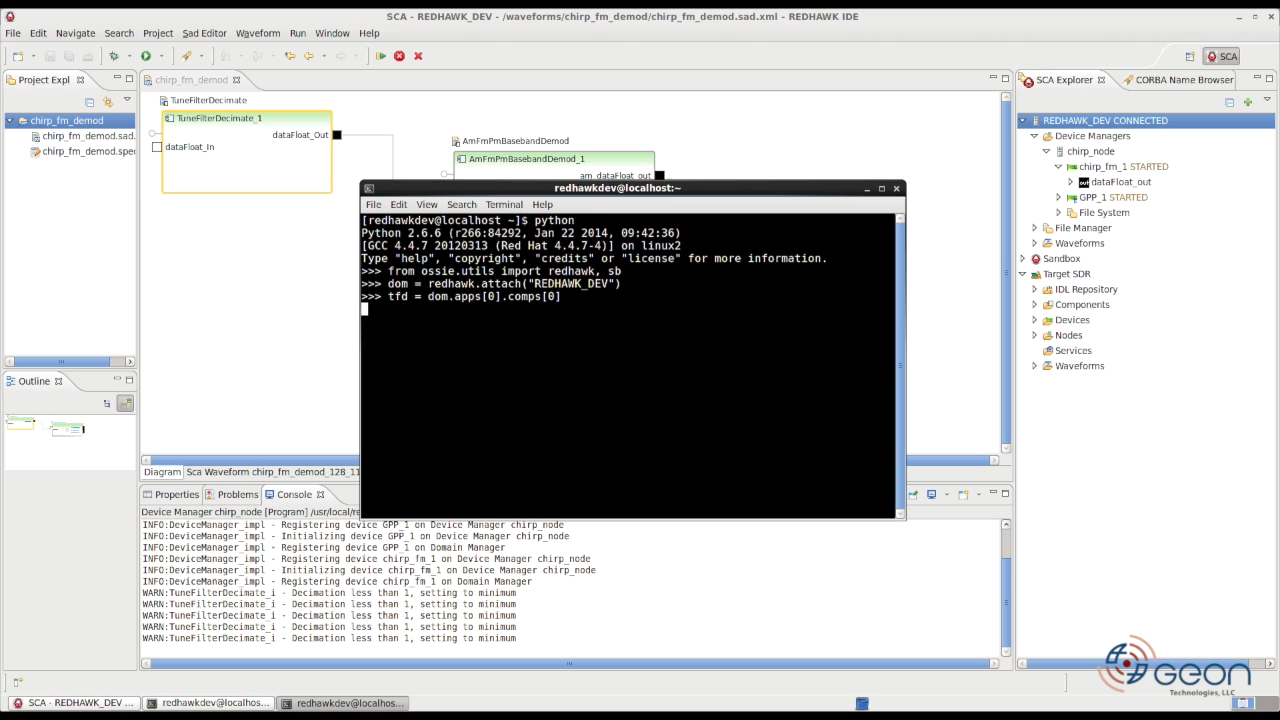 SCA - REDHAWK_DEV - /waveforms/chirp_fm_demod/chirp_fm_demod.sad.xml - REDHAWK IDE
File Edit Navigate Search Project Sad Editor Waveform Run Window Help
SCA
Project Expl
chirp_fm_demod
chirp_fm_demod.sad.
chirp_fm_demod.spe
Outline
chirp_fm_demod
TuneFilterDecimate
TuneFilterDecimate_1
dataFloat_Out
dataFloat_In
AmFmPmBasebandDemod
AmFmPmBasebandDemod_1
am_dataFloat_out
redhawkdev@localhost:~
File Edit View Search Terminal Help
[redhawkdev@localhost ~]$ python
Python 2.6.6 (r266:84292, Jan 22 2014, 09:42:36)
[GCC 4.4.7 20120313 (Red Hat 4.4.7-4)] on linux2
Type "help", "copyright", "credits" or "license" for more information.
>>> from ossie.utils import redhawk, sb
>>> dom = redhawk.attach("REDHAWK_DEV")
>>> tfd = dom.apps[0].comps[0]
Diagram Sca Waveform chirp_fm_demod_128_11
Properties Problems Console
Device Manager chirp_node [Program] /usr/local/re
INFO:DeviceManager_impl - Registering device GPP_1 on Device Manager chirp_node
INFO:DeviceManager_impl - Initializing device GPP_1 on Device Manager chirp_node
INFO:DeviceManager_impl - Registering device GPP_1 on Domain Manager
INFO:DeviceManager_impl - Registering device chirp_fm_1 on Device Manager chirp_node
INFO:DeviceManager_impl - Initializing device chirp_fm_1 on Device Manager chirp_node
INFO:DeviceManager_impl - Registering device chirp_fm_1 on Domain Manager
WARN:TuneFilterDecimate_i - Decimation less than 1, setting to minimum
WARN:TuneFilterDecimate_i - Decimation less than 1, setting to minimum
WARN:TuneFilterDecimate_i - Decimation less than 1, setting to minimum
WARN:TuneFilterDecimate_i - Decimation less than 1, setting to minimum
WARN:TuneFilterDecimate_i - Decimation less than 1, setting to minimum
SCA Explorer CORBA Name Browser
REDHAWK_DEV CONNECTED
Device Managers
chirp_node
chirp_fm_1 STARTED
out dataFloat_out
GPP_1 STARTED
File System
File Manager
Waveforms
Sandbox
Target SDR
IDL Repository
Components
Devices
Nodes
Services
Waveforms
GEON
Technologies, LLC
SCA - REDHAWK_DEV ... redhawkdev@localhos... redhawkdev@localhos...